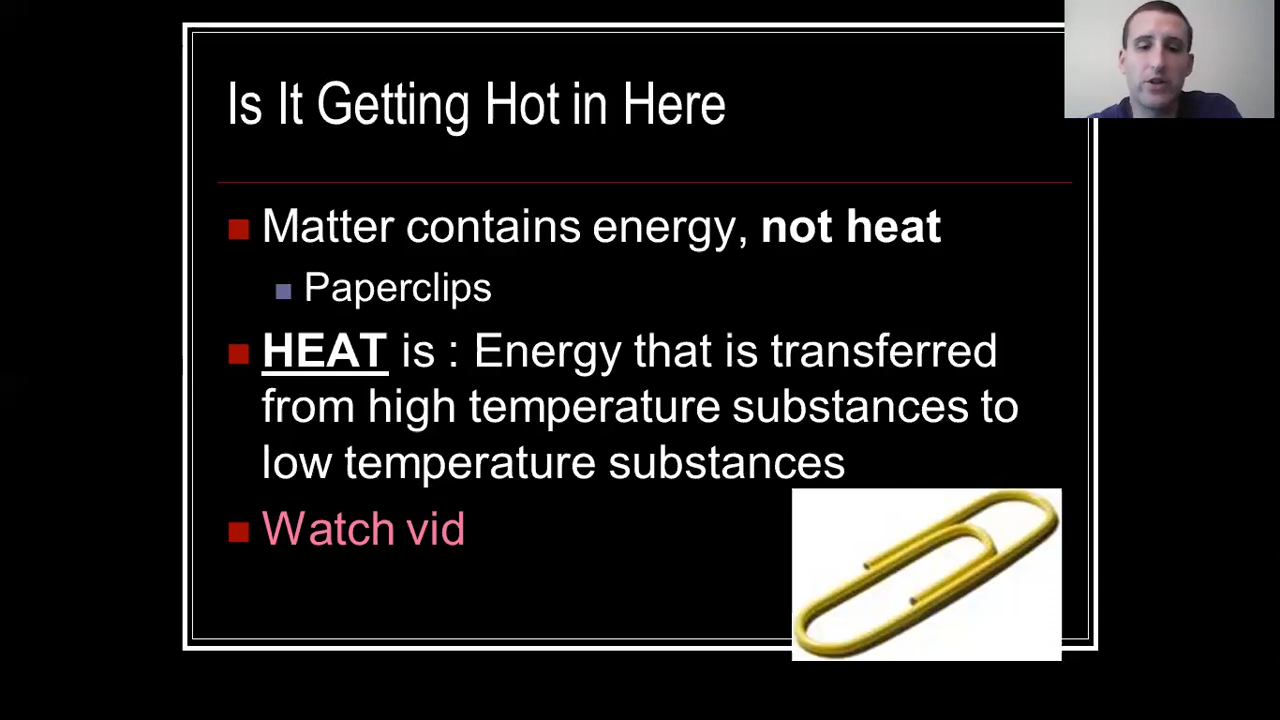 Is It Getting Hot in Here
Matter contains energy, not heat
Paperclips
HEAT is : Energy that is transferred
from high temperature substances to
low temperature substances
Watch vid